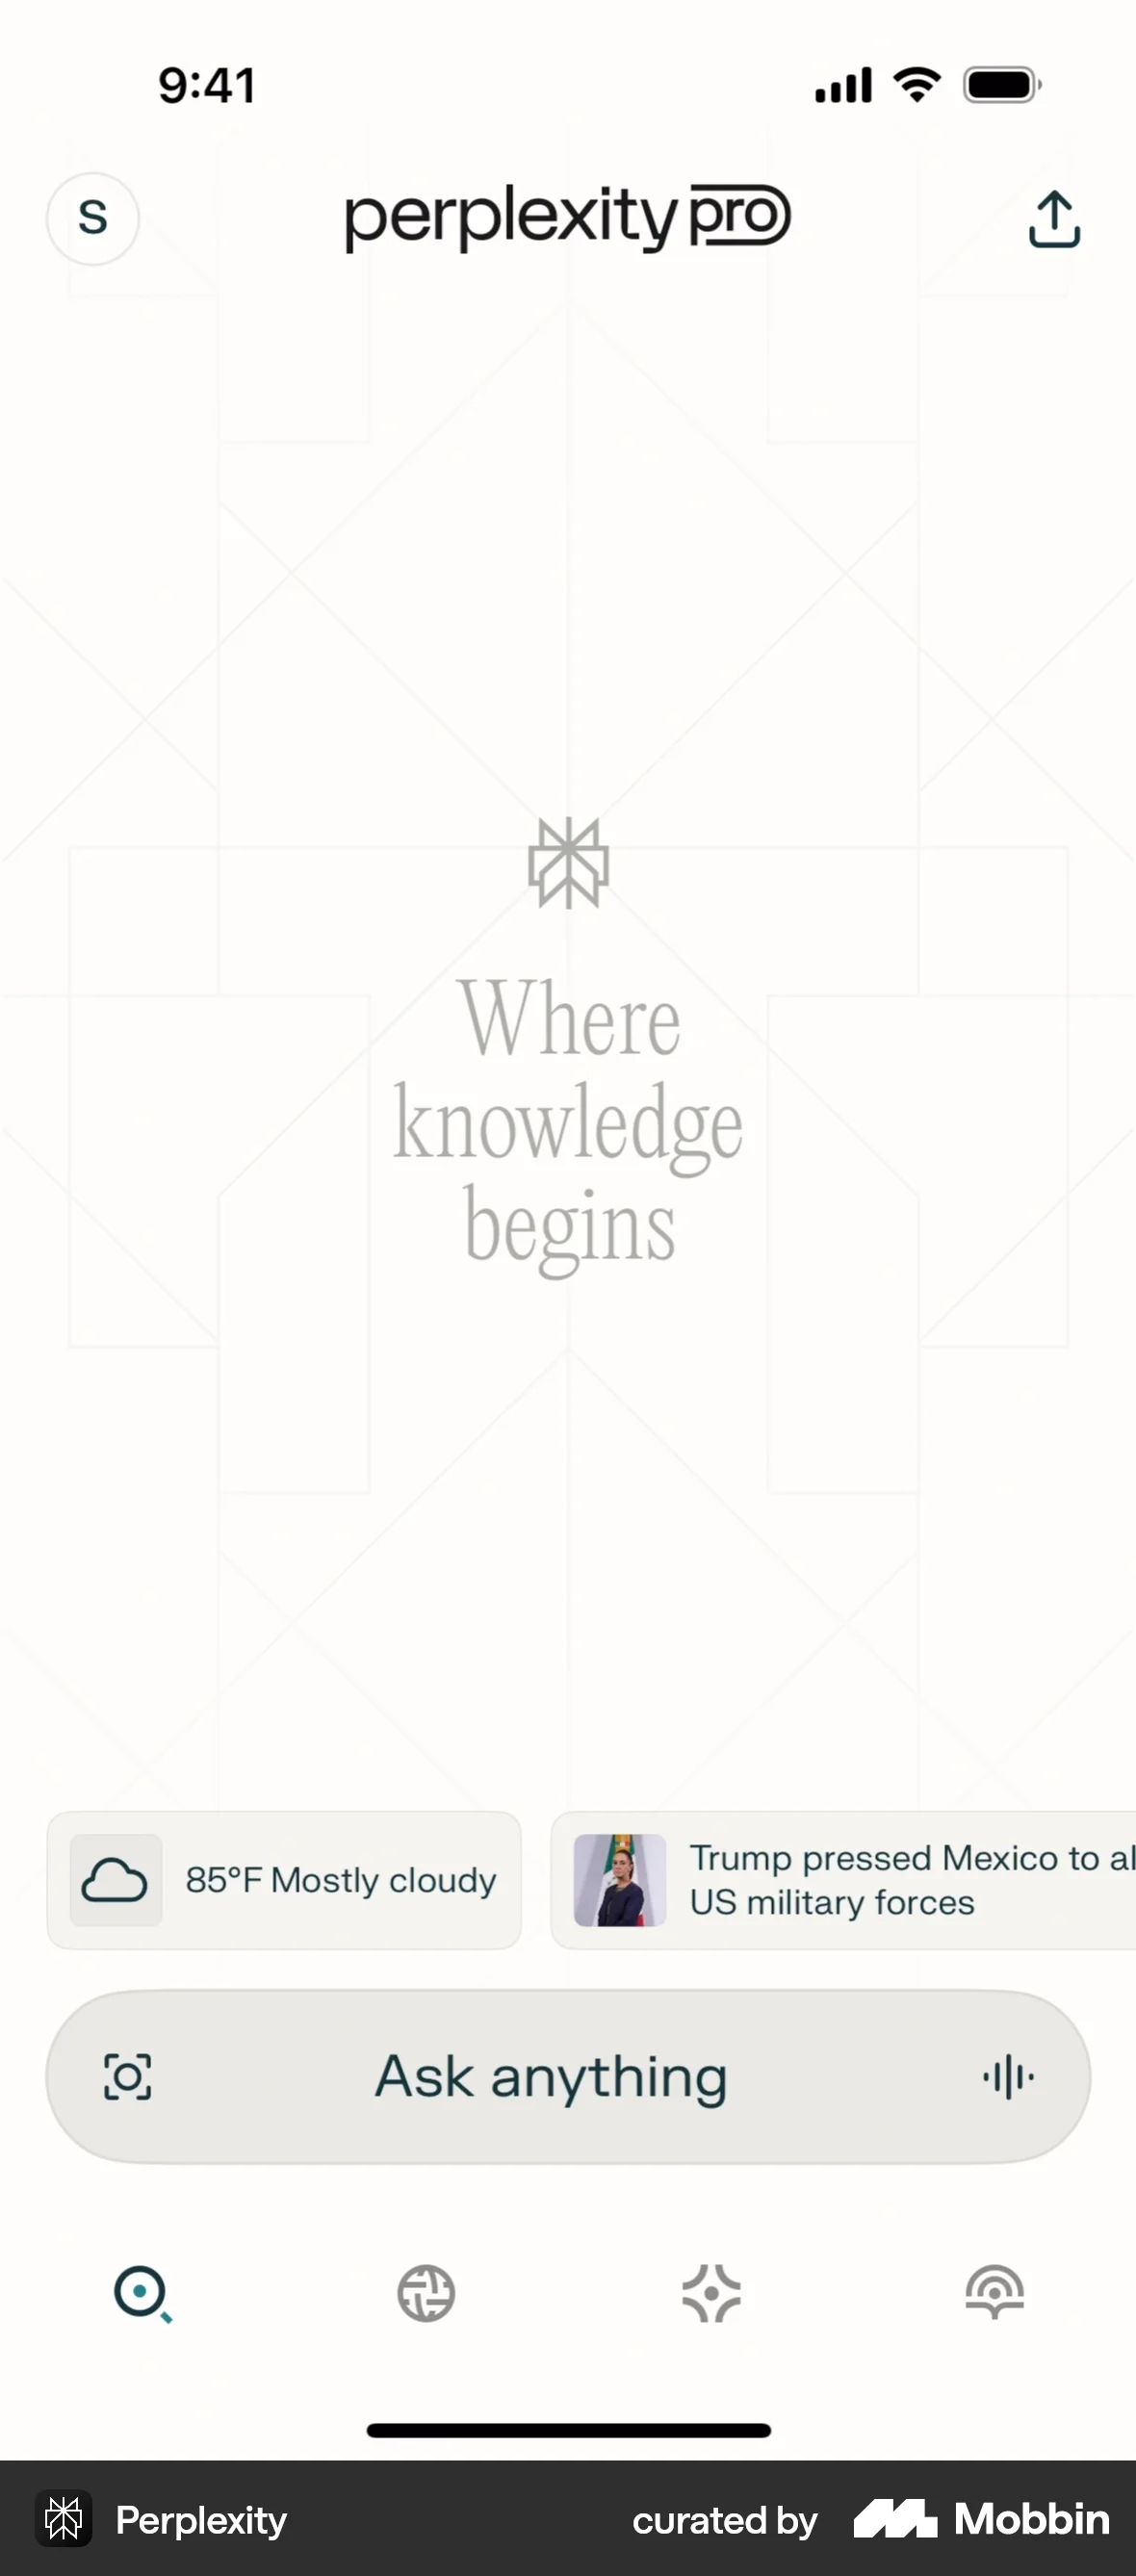 9:41
S
perplexity pro
Where
knowledge
begins
85°F Mostly cloudy
Trump pressed Mexico to al
US military forces
Ask anything
Perplexity
curated by Mobbin